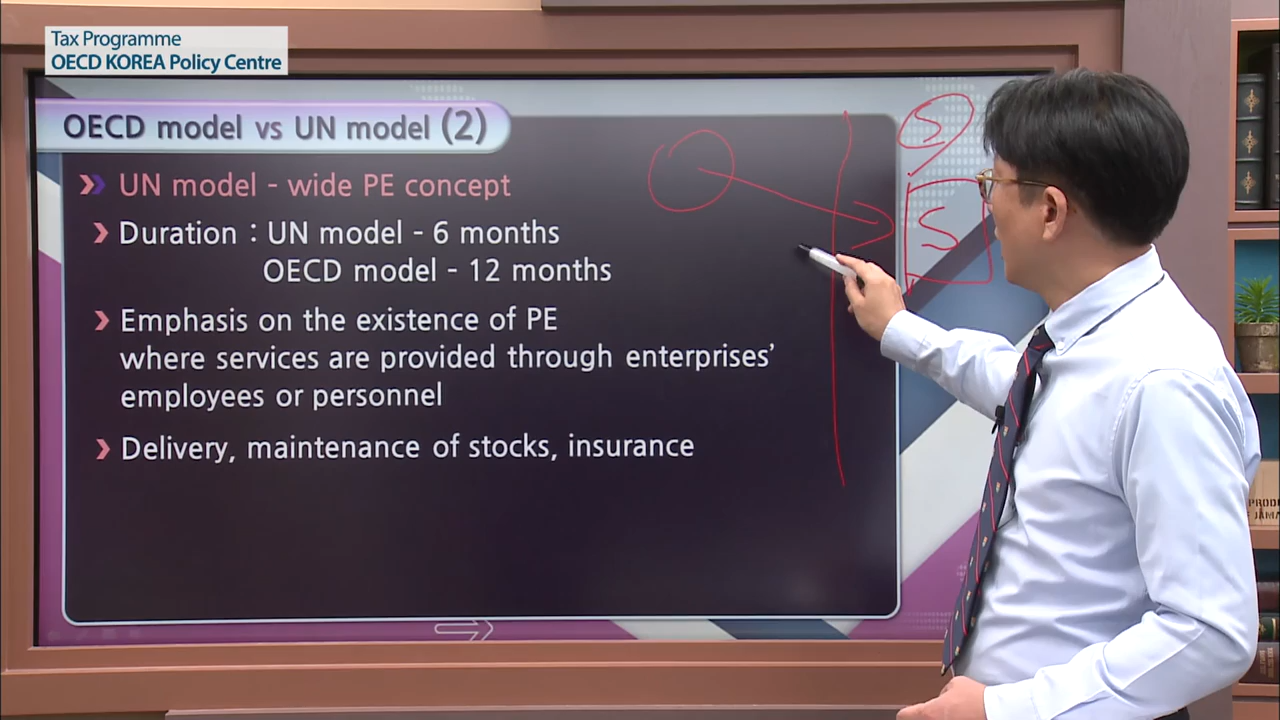 Tax Programme
OECD KOREA Policy Centre
OECD model vs UN model (2)
UN model - wide PE concept
Duration : UN model - 6 months
OECD model - 12 months
Emphasis on the existence of PE
where services are provided through enterprises'
employees or personnel
Delivery, maintenance of stocks, insurance
S
S